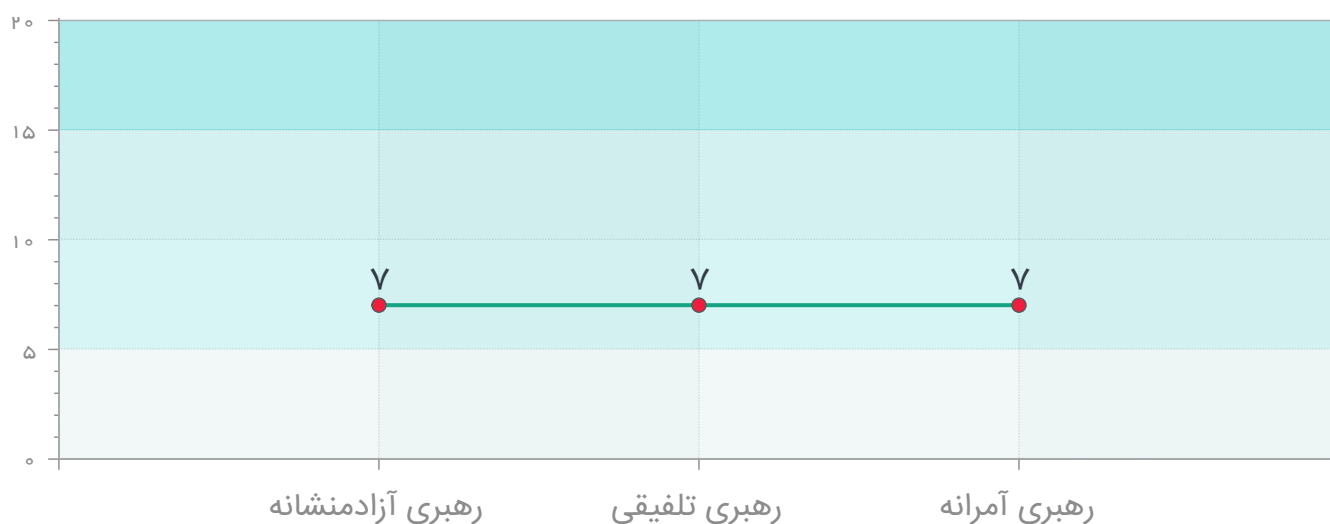 ۲۰
۱۵
۱۰
۵
۰
۷
۷
۷
رهبری آمرانه
رهبری تلفیقی
رهبری آزادمنشانه